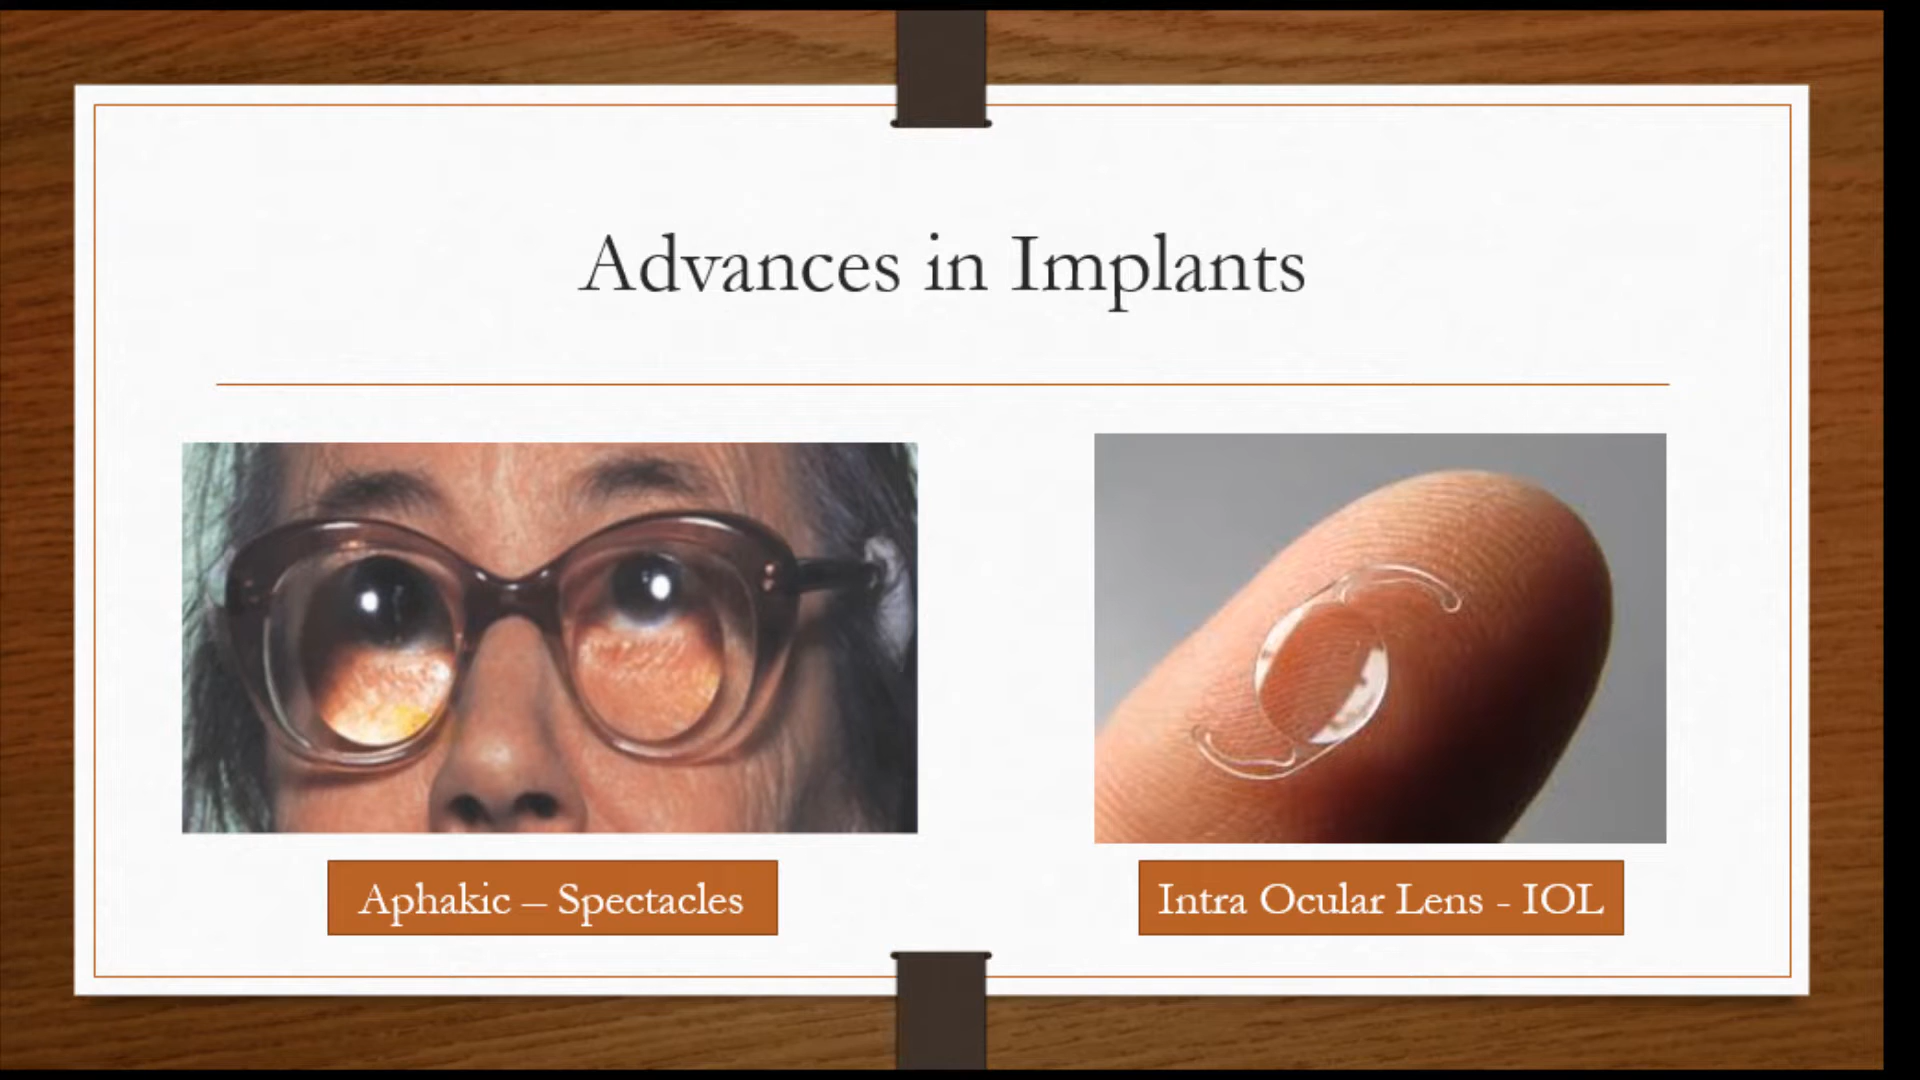 Advances in Implants
Aphakic – Spectacles
Intra Ocular Lens - IOL